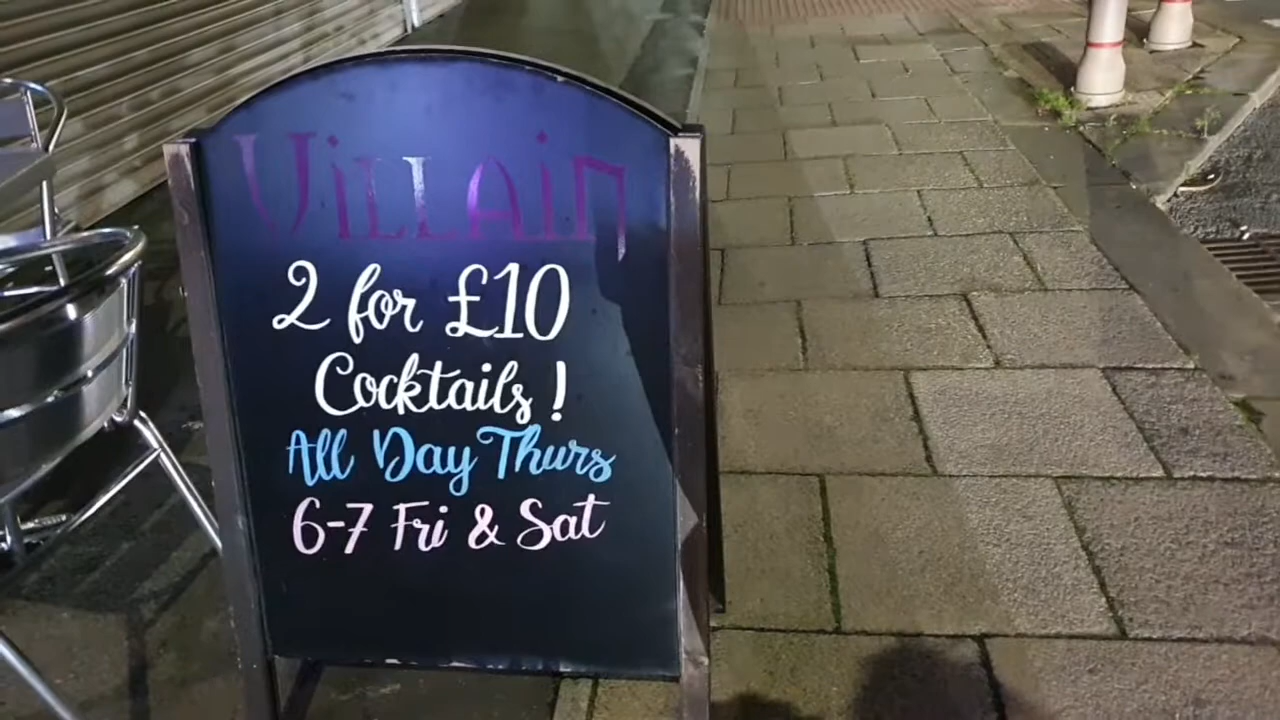 VILLAIN
2 for £10
Cocktails !
All Day Thurs
6-7 Fri & Sat